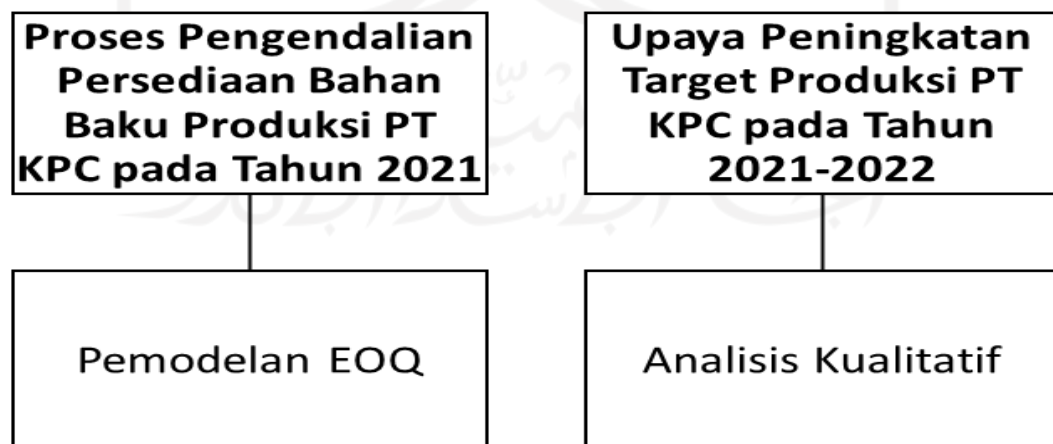 Proses Pengendalian
Persediaan Bahan
Baku Produksi PT
KPC pada Tahun 2021
Upaya Peningkatan
Target Produksi PT
KPC pada Tahun
2021-2022
Pemodelan EOQ
Analisis Kualitatif